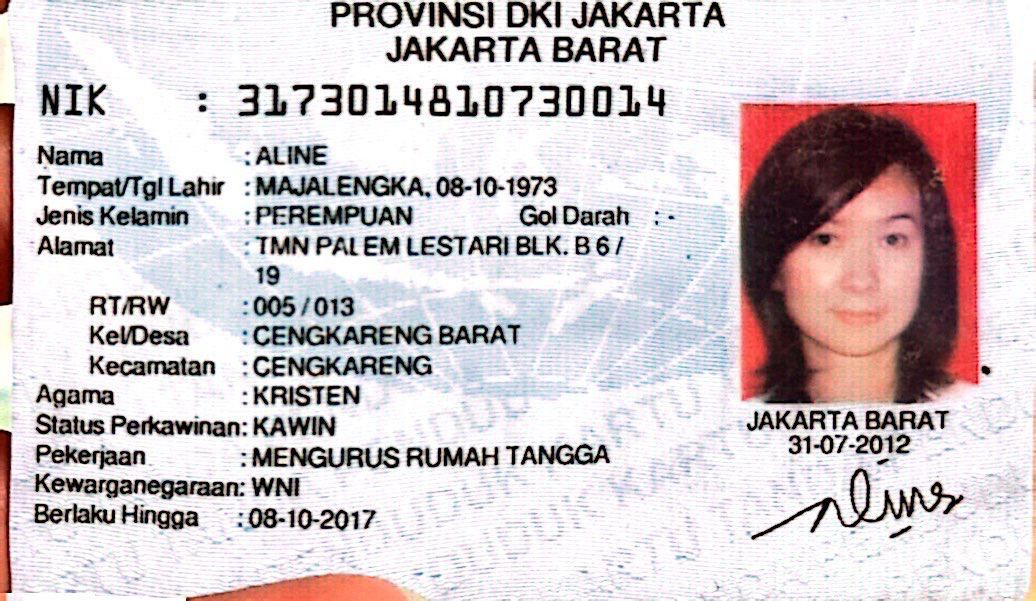 PROVINSI DKI JAKARTA
JAKARTA BARAT
NIK : 3173014810730014
Nama : ALINE
Tempat/Tgl Lahir : MAJALENGKA, 08-10-1973
Jenis Kelamin : PEREMPUAN Gol Darah : -
Alamat : TMN PALEM LESTARI BLK. B 6 /
19
RT/RW : 005 / 013
Kel/Desa : CENGKARENG BARAT
Kecamatan : CENGKARENG
Agama : KRISTEN
Status Perkawinan: KAWIN
Pekerjaan : MENGURUS RUMAH TANGGA
Kewarganegaraan: WNI
Berlaku Hingga : 08-10-2017
JAKARTA BARAT
31-07-2012